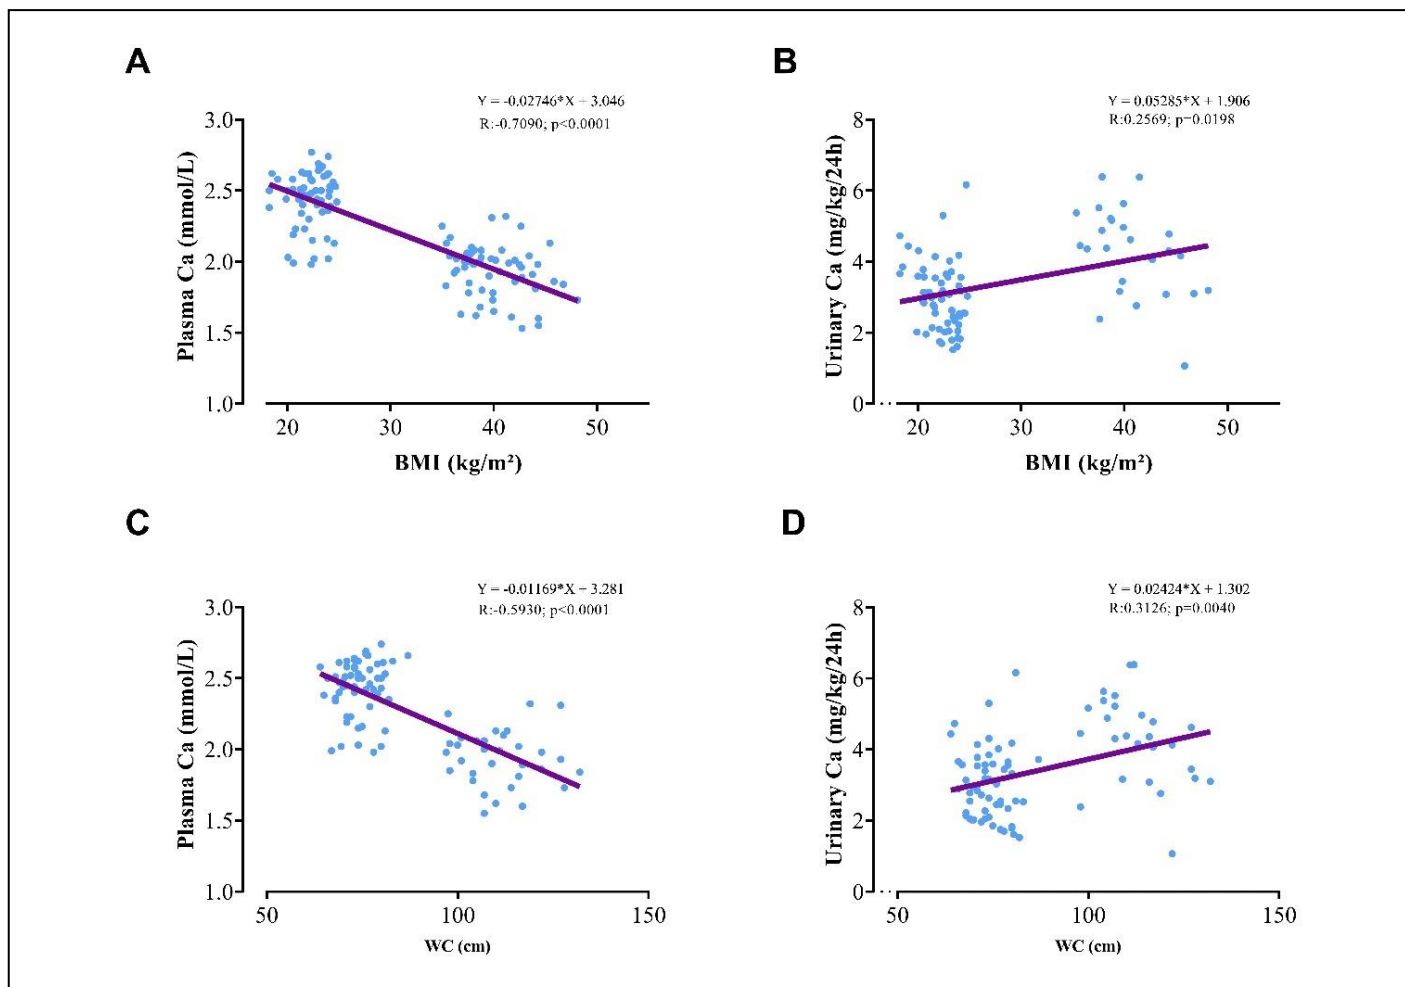 A
Y = -0.02746*X + 3.046
R:-0.7090; p<0.0001
3.0
2.5
2.0
1.5
1.0
Plasma Ca (mmol/L)
20 30 40 50
BMI (kg/m²)
B
Y = 0.05285*X + 1.906
R:0.2569; p=0.0198
8
6
4
2
0
Urinary Ca (mg/kg/24h)
20 30 40 50
BMI (kg/m²)
C
Y = -0.01169*X + 3.281
R:-0.5930; p<0.0001
3.0
2.5
2.0
1.5
1.0
Plasma Ca (mmol/L)
50 100 150
WC (cm)
D
Y = 0.02424*X + 1.302
R:0.3126; p=0.0040
8
6
4
2
0
Urinary Ca (mg/kg/24h)
50 100 150
WC (cm)